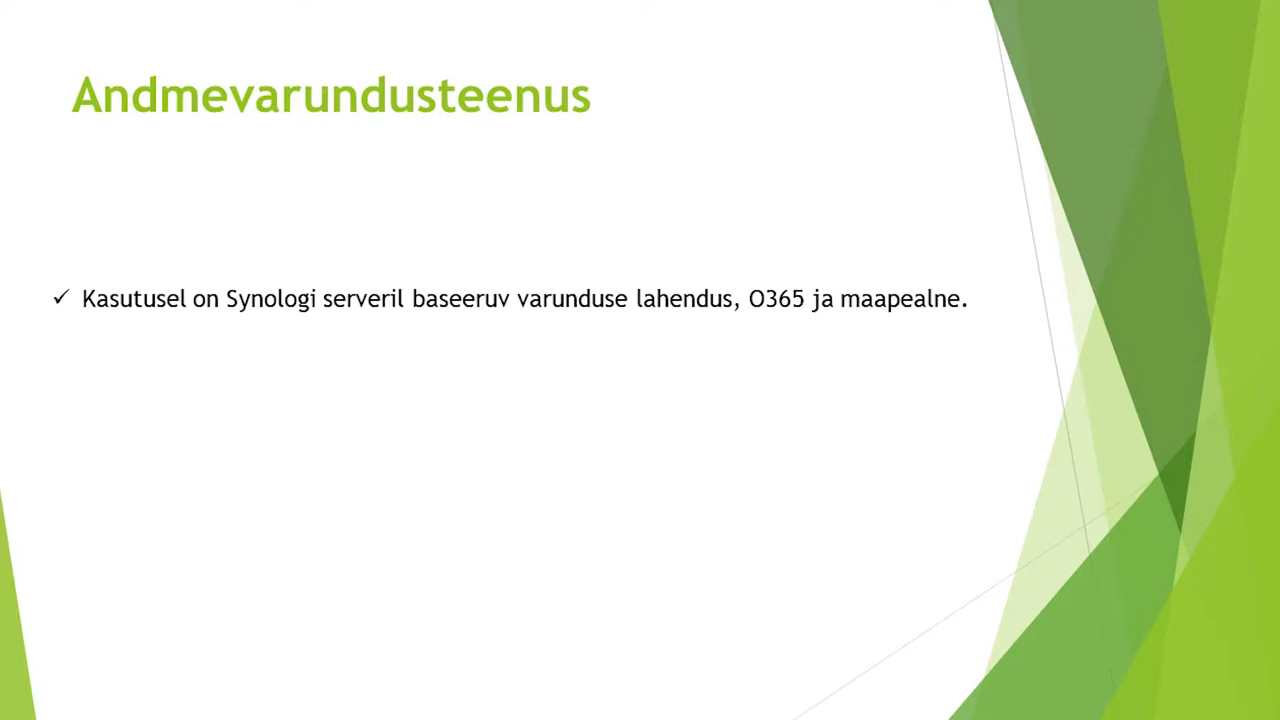 Andmevarundusteenus
✓ Kasutusel on Synologi serveril baseeruv varunduse lahendus, O365 ja maapealne.